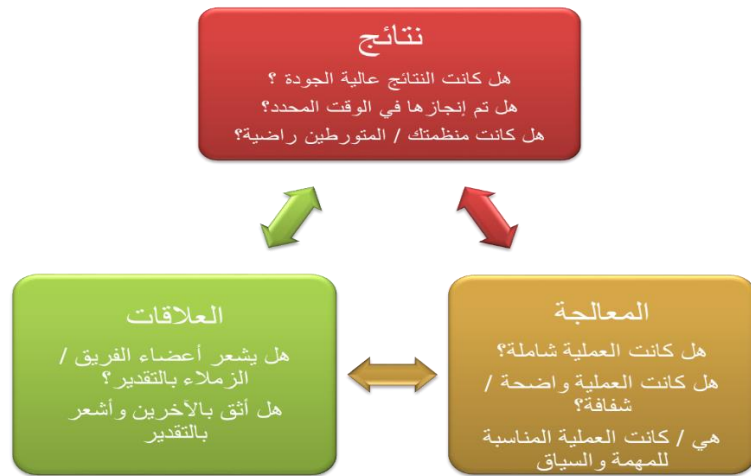 نتائج
هل كانت النتائج عالية الجودة ؟
هل تم إنجازها في الوقت المحدد؟
هل كانت منظمتك / المتورطين راضية؟
العلاقات
هل يشعر أعضاء الفريق /
الزملاء بالتقدير؟
هل أثق بالآخرين وأشعر
بالتقدير
المعالجة
هل كانت العملية شاملة؟
هل كانت العملية واضحة /
شفافة؟
هي / كانت العملية المناسبة
للمهمة والسياق